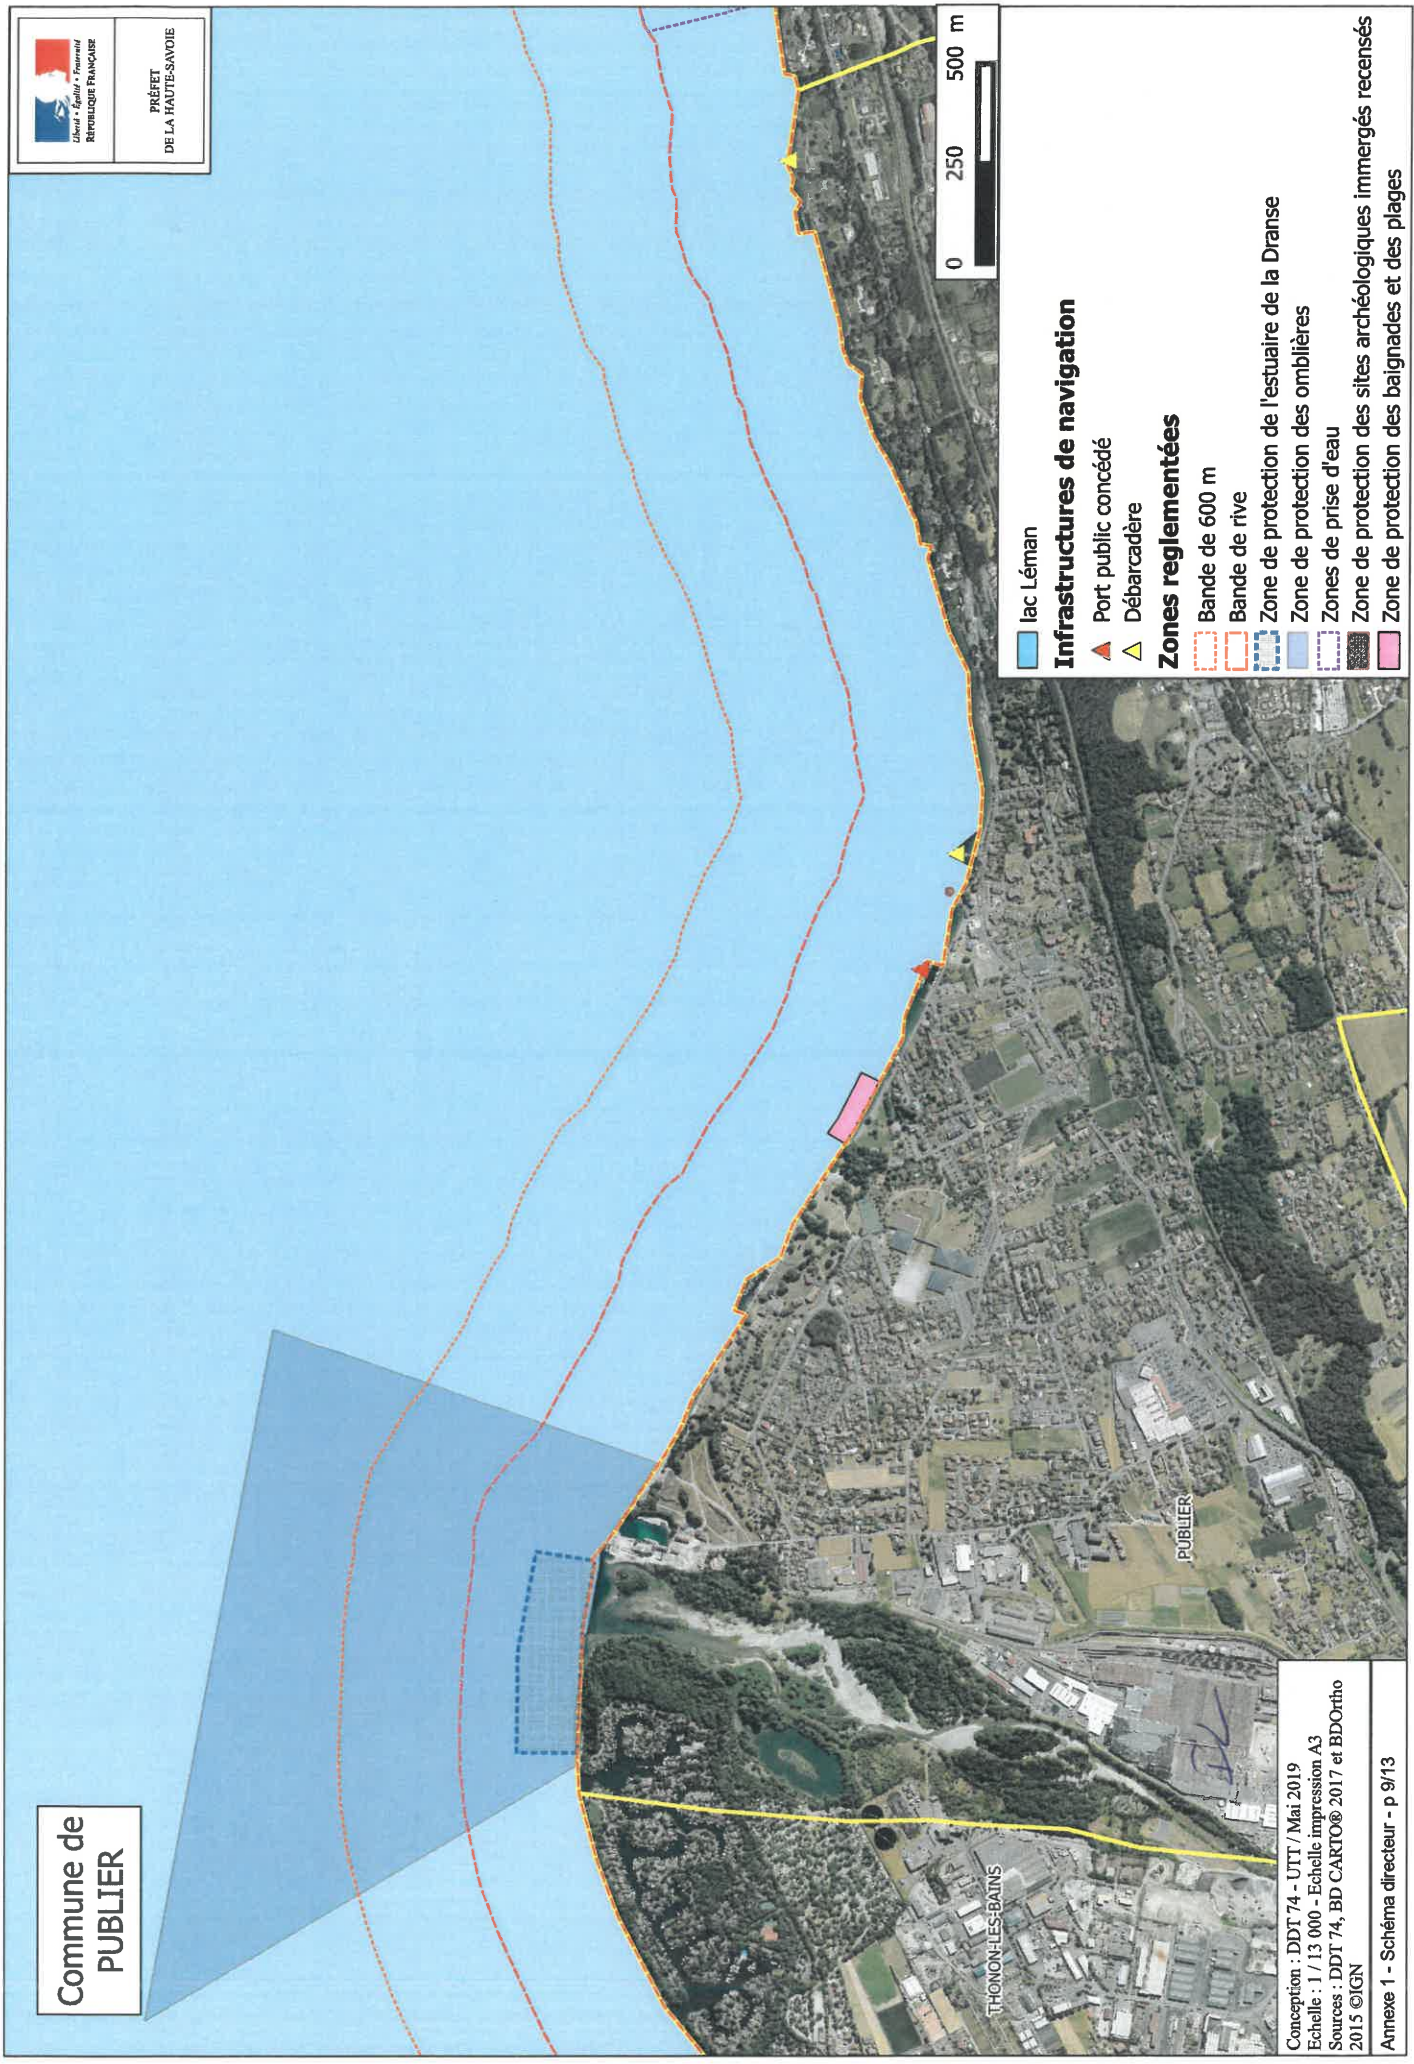 Commune de
PUBLIER
Liberté • Égalité • Fraternité
RÉPUBLIQUE FRANÇAISE
PRÉFET
DE LA HAUTE-SAVOIE
THONON-LES-BAINS
PUBLIER
0 250 500 m
lac Léman
Infrastructures de navigation
Port public concédé
Débarcadère
Zones reglementées
Bande de 600 m
Bande de rive
Zone de protection de l'estuaire de la Dranse
Zone de protection des omblières
Zones de prise d'eau
Zone de protection des sites archéologiques immergés recensés
Zone de protection des baignades et des plages
Conception : DDT 74 - UTT / Mai 2019
Echelle : 1 / 13 000 - Echelle impression A3
Sources : DDT 74, BD CARTO® 2017 et BDOrtho
2015 ©IGN
Annexe 1 - Schéma directeur - p 9/13